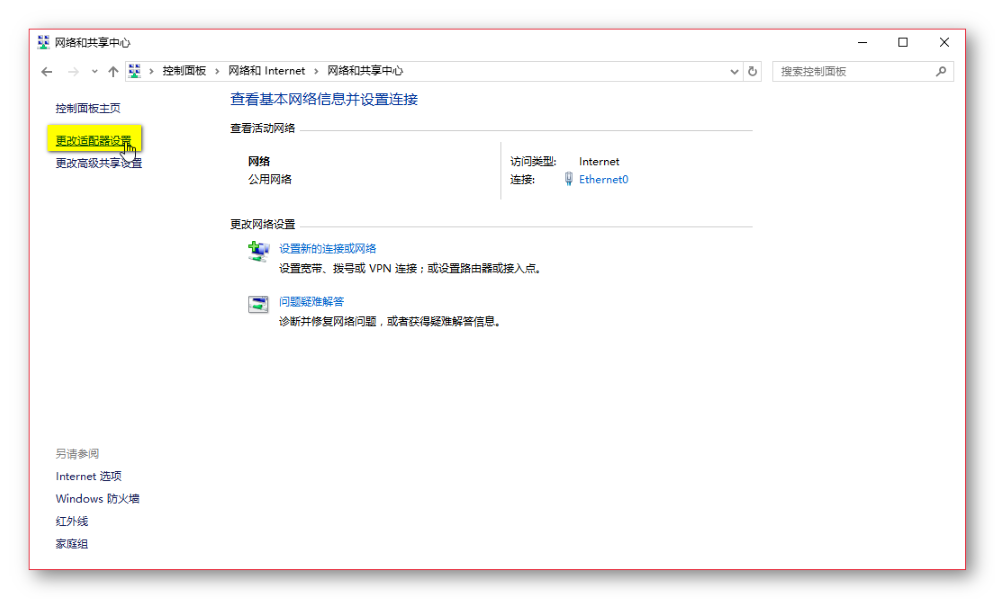 网络和共享中心
控制面板 > 网络和 Internet > 网络和共享中心
搜索控制面板
控制面板主页
更改适配器设置
更改高级共享设置
查看基本网络信息并设置连接
查看活动网络
网络
公用网络
访问类型: Internet
连接: Ethernet0
更改网络设置
设置新的连接或网络
设置宽带、拨号或 VPN 连接；或设置路由器或接入点。
问题疑难解答
诊断并修复网络问题，或者获得疑难解答信息。
另请参阅
Internet 选项
Windows 防火墙
红外线
家庭组